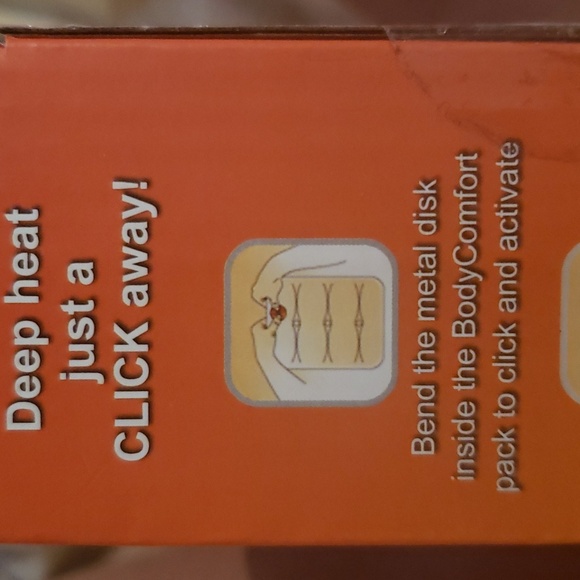 Deep heat
just a
CLICK away!
Bend the metal disk
inside the BodyComfort
pack to click and activate